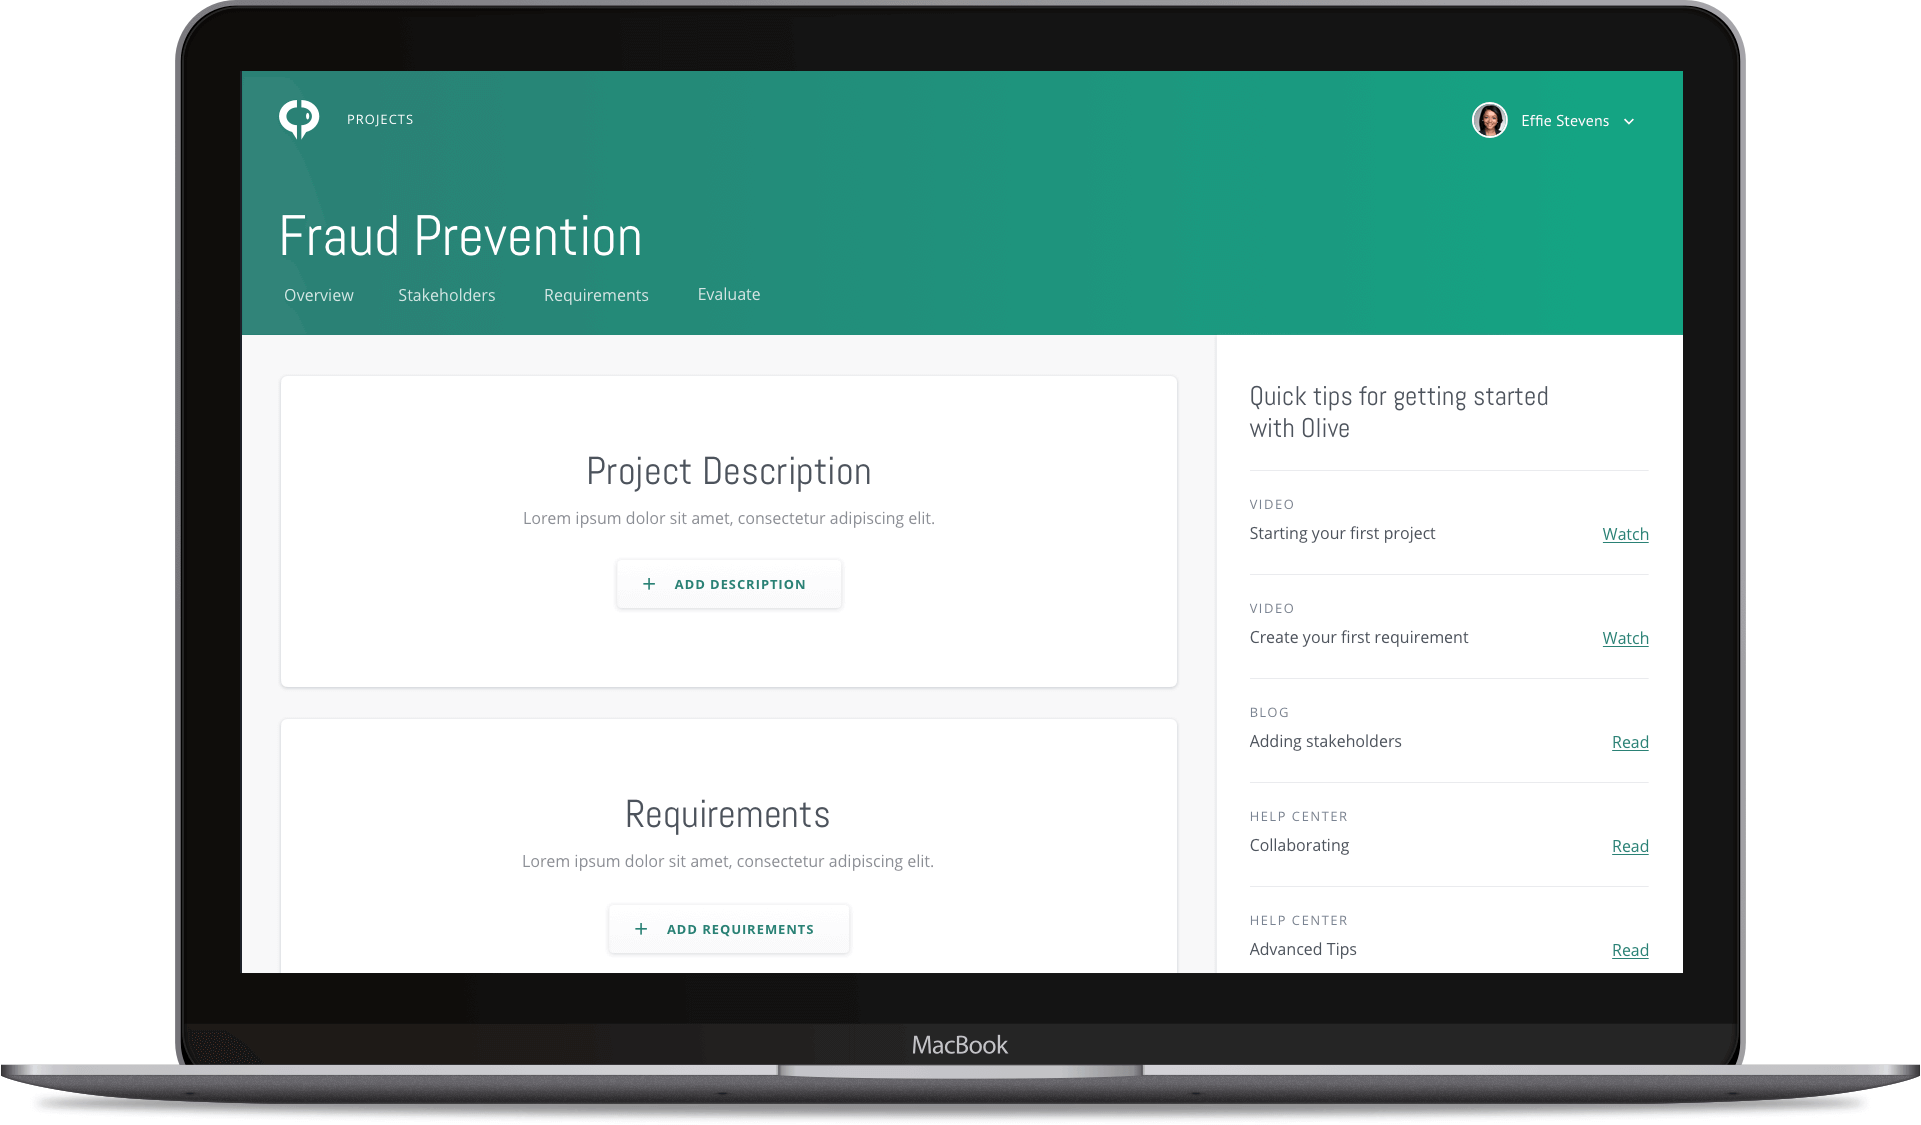 PROJECTS
Effie Stevens
Fraud Prevention
Overview Stakeholders Requirements Evaluate
Project Description
Lorem ipsum dolor sit amet, consectetur adipiscing elit.
+ ADD DESCRIPTION
Requirements
Lorem ipsum dolor sit amet, consectetur adipiscing elit.
+ ADD REQUIREMENTS
Quick tips for getting started
with Olive
VIDEO
Starting your first project Watch
VIDEO
Create your first requirement Watch
BLOG
Adding stakeholders Read
HELP CENTER
Collaborating Read
HELP CENTER
Advanced Tips Read
MacBook